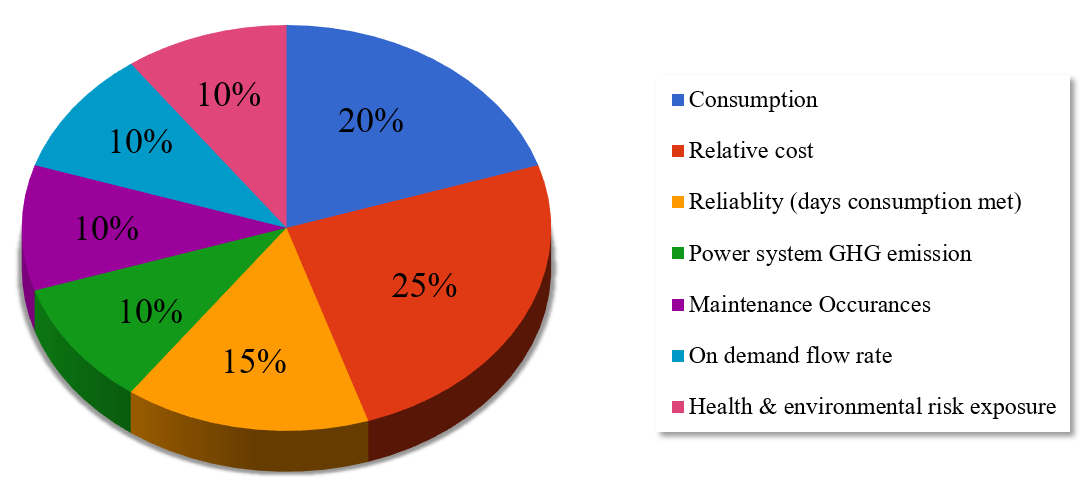 10%
20%
10%
10%
25%
10%
15%
Consumption
Relative cost
Reliablity (days consumption met)
Power system GHG emission
Maintenance Occurances
On demand flow rate
Health & environmental risk exposure